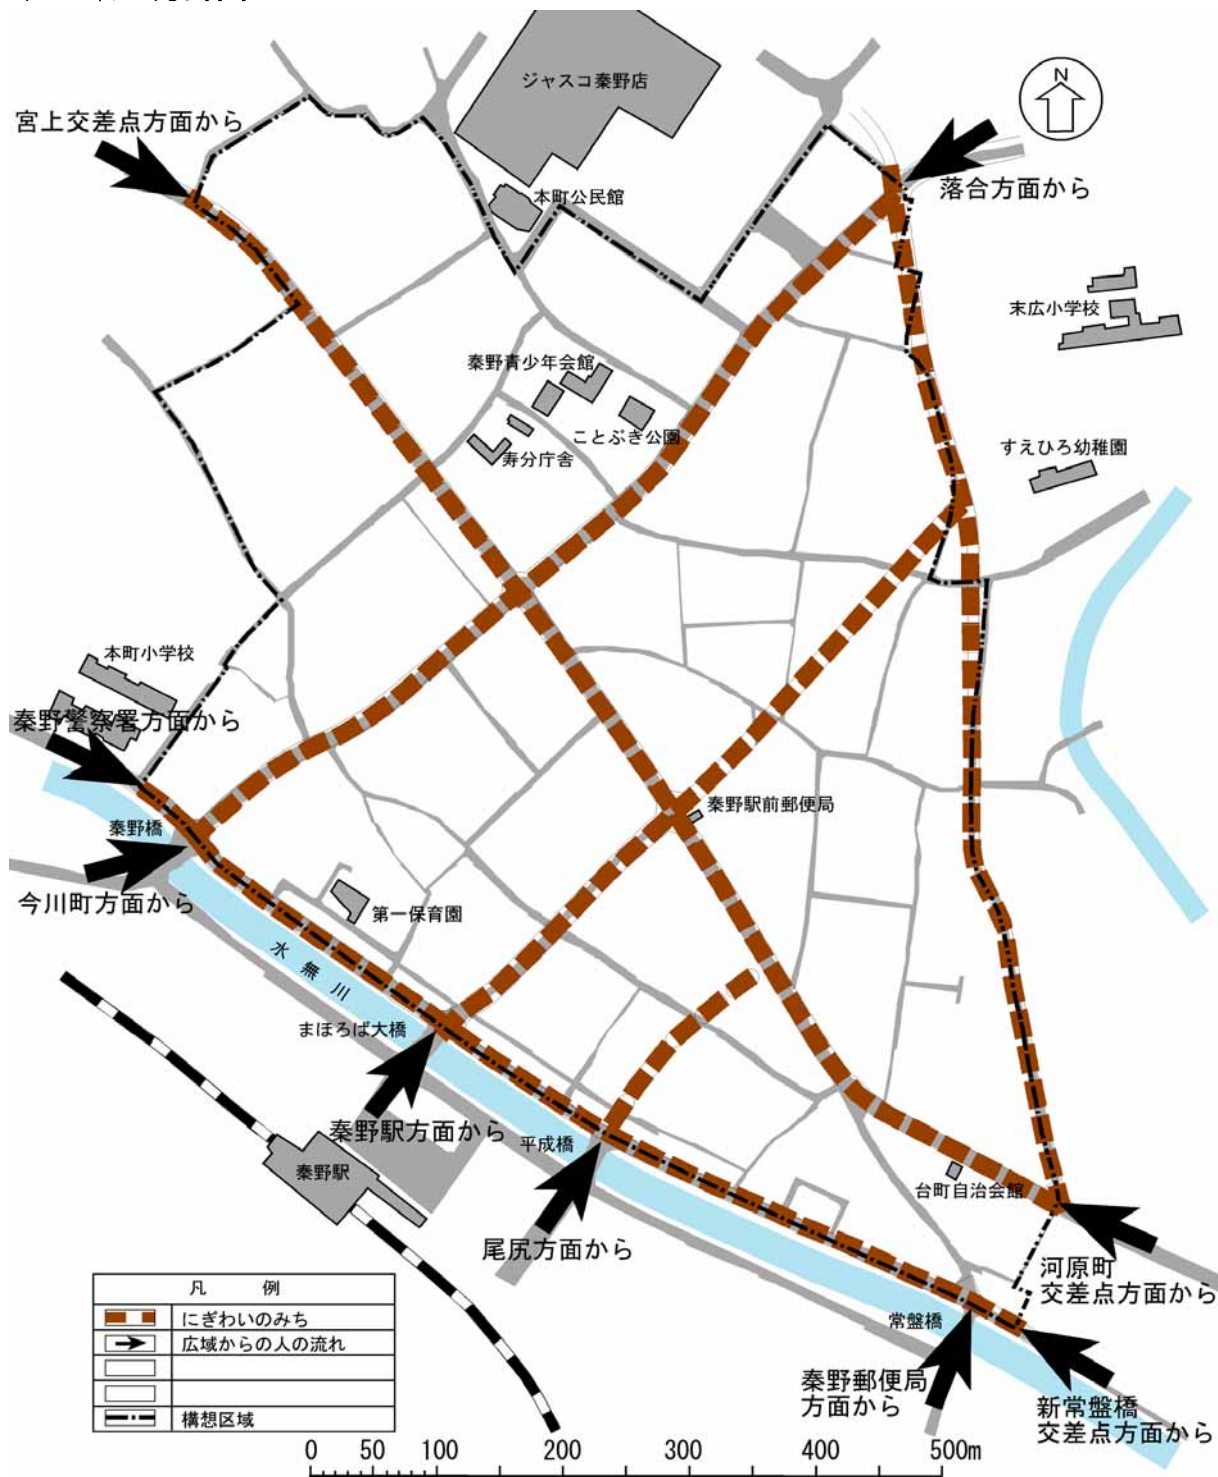 N
ジャスコ秦野店
宮上交差点方面から
本町公民館
落合方面から
末広小学校
秦野青少年会館
ことぶき公園
寿分庁舎
すえひろ幼稚園
本町小学校
秦野警察署方面から
秦野橋
秦野駅前郵便局
今川町方面から
第一保育園
水無川
まほろば大橋
秦野駅方面から
平成橋
秦野駅
台町自治会館
尾尻方面から
河原町
交差点方面から
常盤橋
秦野郵便局
方面から
新常盤橋
交差点方面から
凡 例
にぎわいのみち
広域からの人の流れ
構想区域
0 50 100 200 300 400 500m